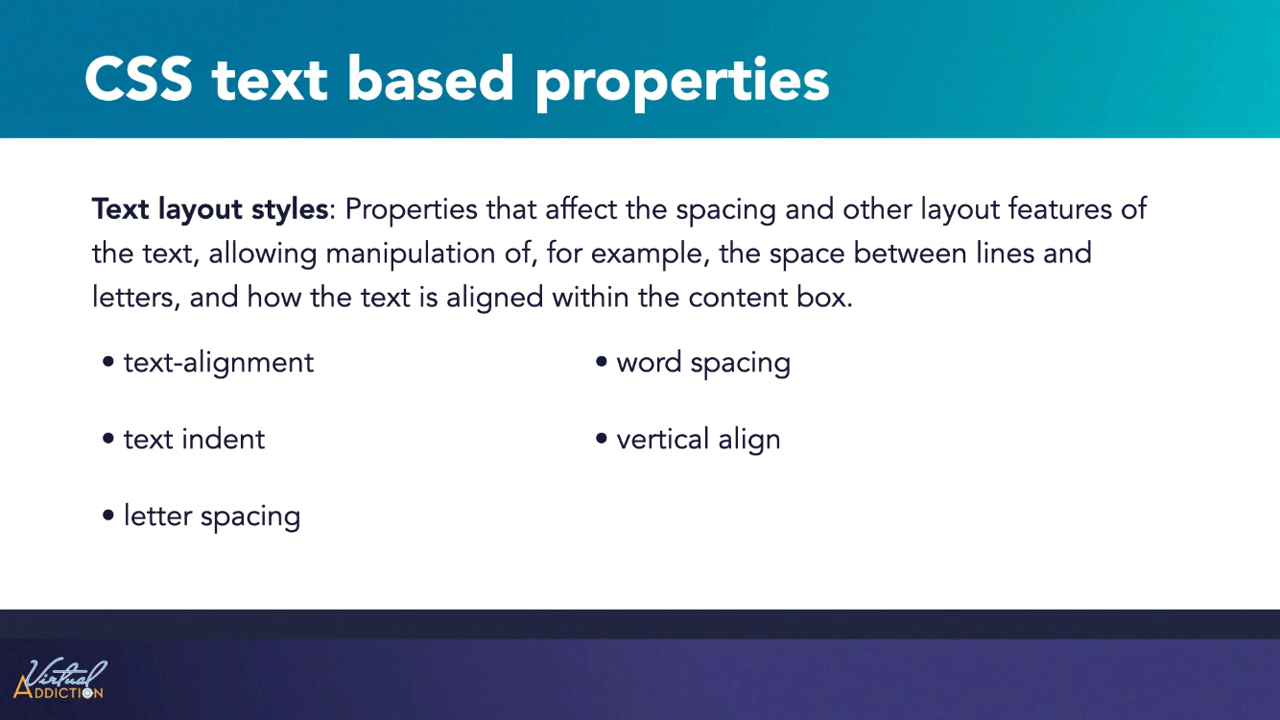 CSS text based properties
Text layout styles: Properties that affect the spacing and other layout features of
the text, allowing manipulation of, for example, the space between lines and
letters, and how the text is aligned within the content box.
• text-alignment
• text indent
• letter spacing
• word spacing
• vertical align
Virtual
ADDICTION